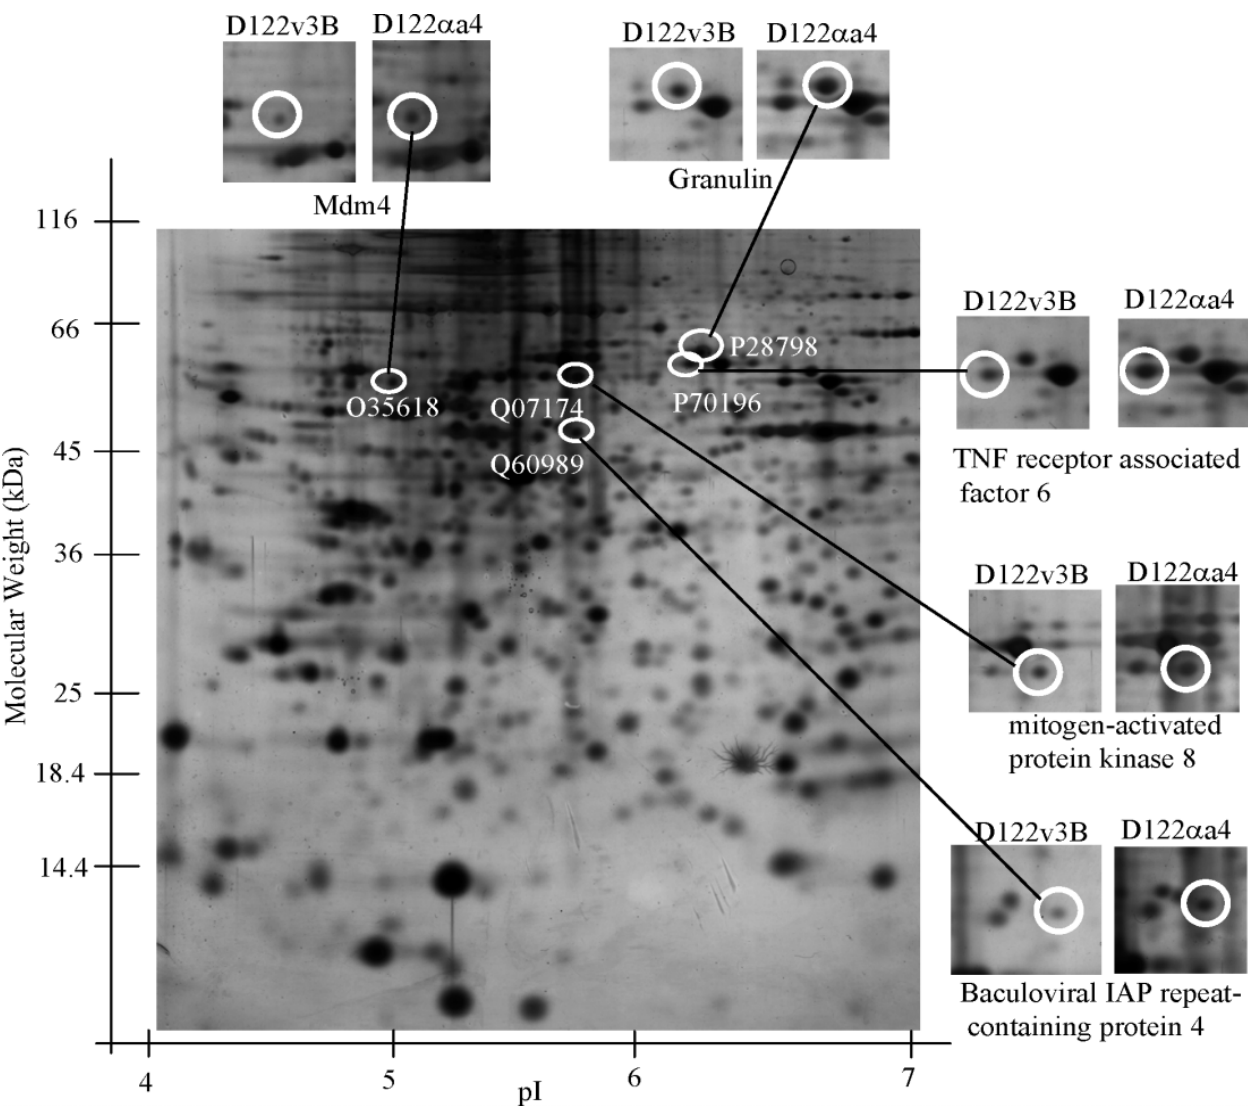 D122v3B
D122αa4
Mdm4
D122v3B
D122αa4
Granulin
116
66
45
36
25
18.4
14.4
Molecular Weight (kDa)
P28798
P70196
O35618
Q07174
Q60989
D122v3B
D122αa4
TNF receptor associated
factor 6
D122v3B
D122αa4
mitogen-activated
protein kinase 8
D122v3B
D122αa4
Baculoviral IAP repeat-
containing protein 4
4
5
6
7
pI